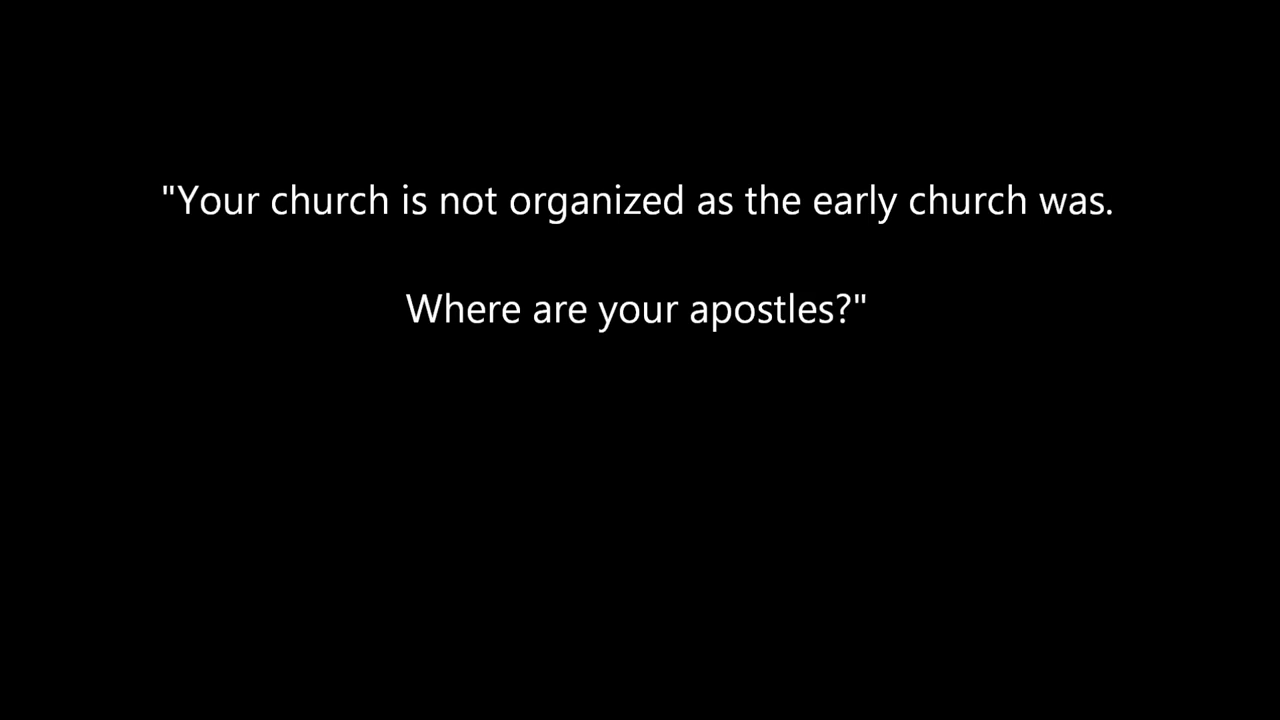 "Your church is not organized as the early church was.
Where are your apostles?"